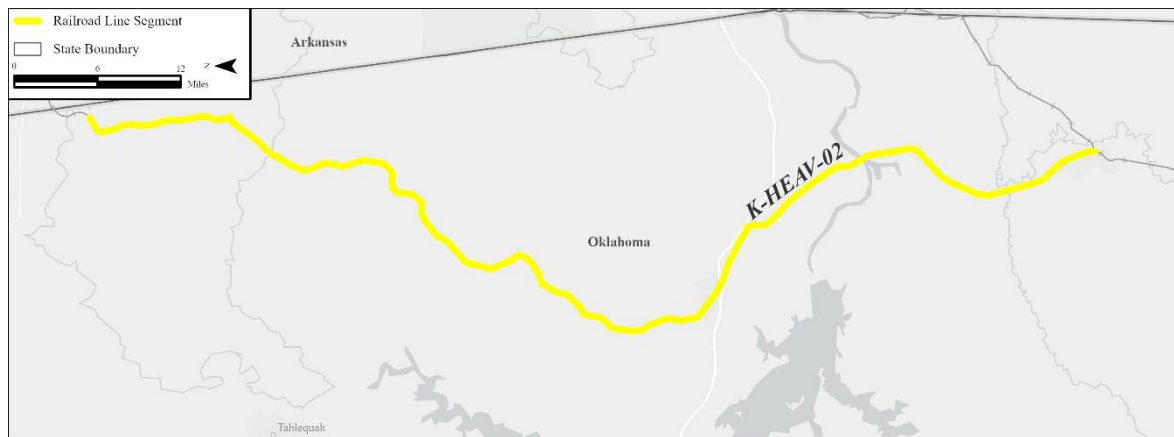 Railroad Line Segment
State Boundary
0 6 12
Miles
N
Arkansas
K-HEAV-02
Oklahoma
Tahlequah